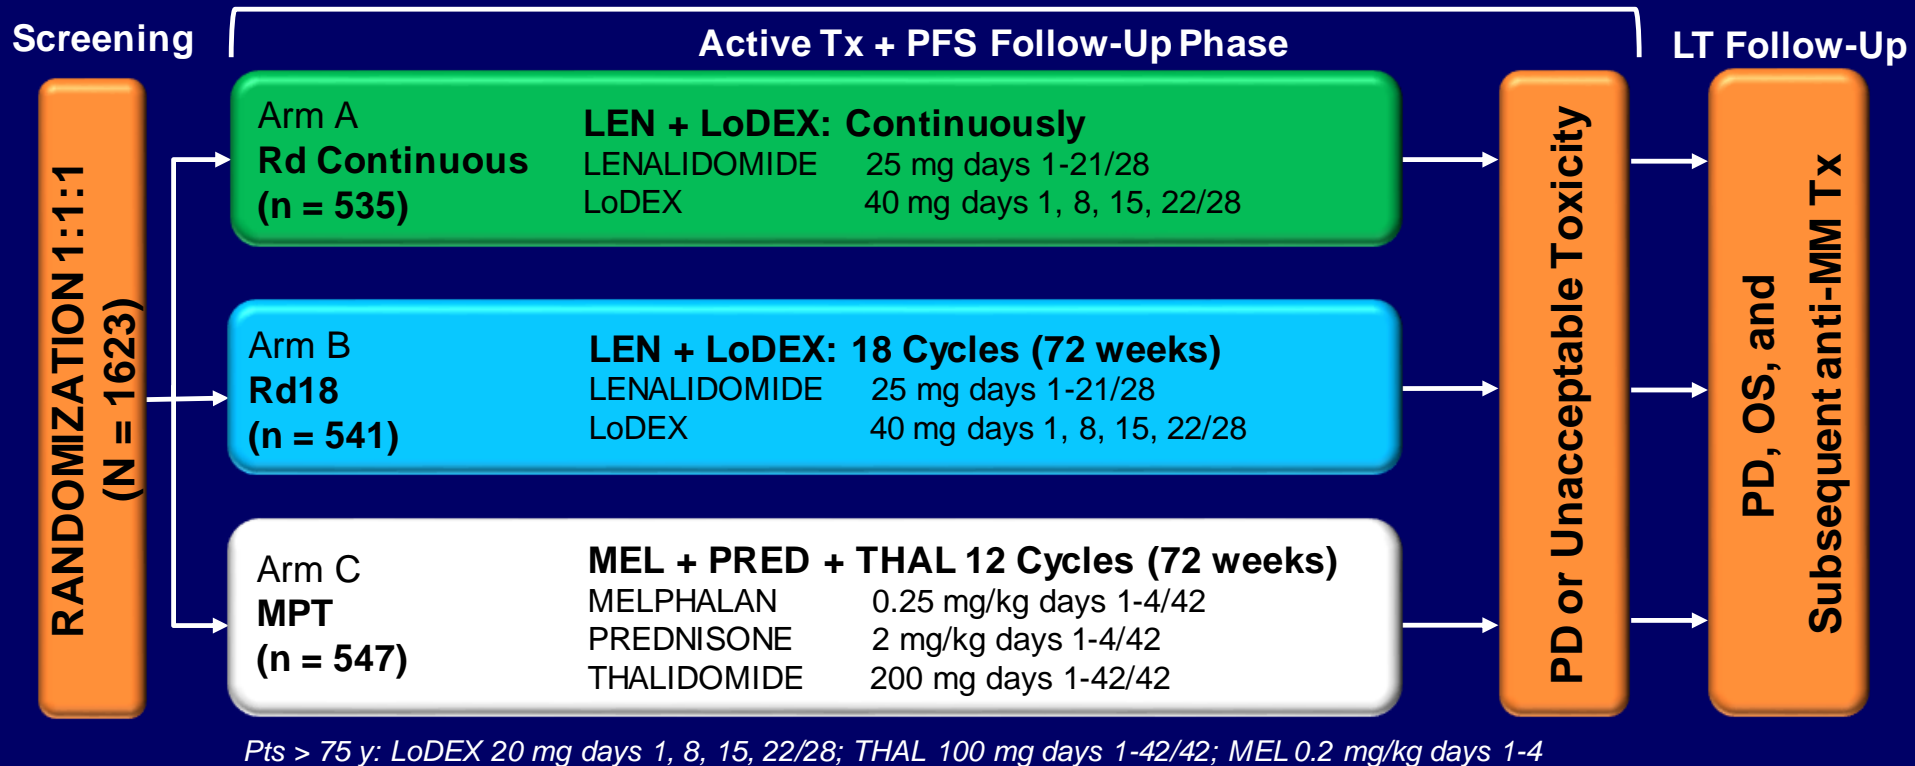 Screening
Active Tx + PFS Follow-Up Phase
LT Follow-Up
RANDOMIZATION 1:1:1
(N = 1623)
Arm A
Rd Continuous
(n = 535)
LEN + LoDEX: Continuously
LENALIDOMIDE 25 mg days 1-21/28
LoDEX 40 mg days 1, 8, 15, 22/28
Arm B
Rd18
(n = 541)
LEN + LoDEX: 18 Cycles (72 weeks)
LENALIDOMIDE 25 mg days 1-21/28
LoDEX 40 mg days 1, 8, 15, 22/28
Arm C
MPT
(n = 547)
MEL + PRED + THAL 12 Cycles (72 weeks)
MELPHALAN 0.25 mg/kg days 1-4/42
PREDNISONE 2 mg/kg days 1-4/42
THALIDOMIDE 200 mg days 1-42/42
PD or Unacceptable Toxicity
PD, OS, and
Subsequent anti-MM Tx
Pts > 75 y: LoDEX 20 mg days 1, 8, 15, 22/28; THAL 100 mg days 1-42/42; MEL 0.2 mg/kg days 1-4